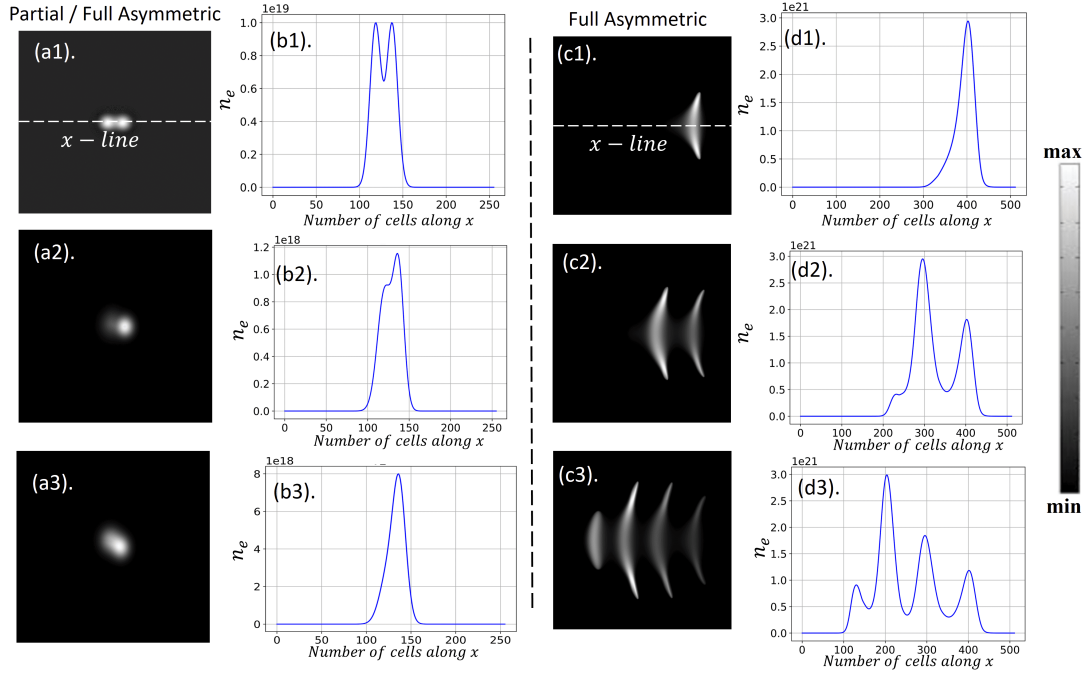 Partial / Full Asymmetric
(a1).
x − line
1e19
(b1).
1.0
0.8
0.6
0.4
0.2
0.0
n_e
0 50 100 150 200 250
Number of cells along x
(a2).
1e18
(b2).
1.2
1.0
0.8
0.6
0.4
0.2
0.0
n_e
0 50 100 150 200 250
Number of cells along x
(a3).
1e18
(b3).
8
6
4
2
0
n_e
0 50 100 150 250
Number of cells along x
Full Asymmetric
(c1).
x − line
1e21
(d1).
3.0
2.5
2.0
1.5
1.0
0.5
0.0
n_e
0 100 200 300 400 500
Number of cells along x
(c2).
1e21
(d2).
3.0
2.5
2.0
1.5
1.0
0.5
0.0
n_e
0 100 200 300 400 500
Number of cells along x
(c3).
1e21
(d3).
3.0
2.5
2.0
1.5
1.0
0.5
0.0
n_e
0 100 200 300 400 500
Number of cells along x
max
min